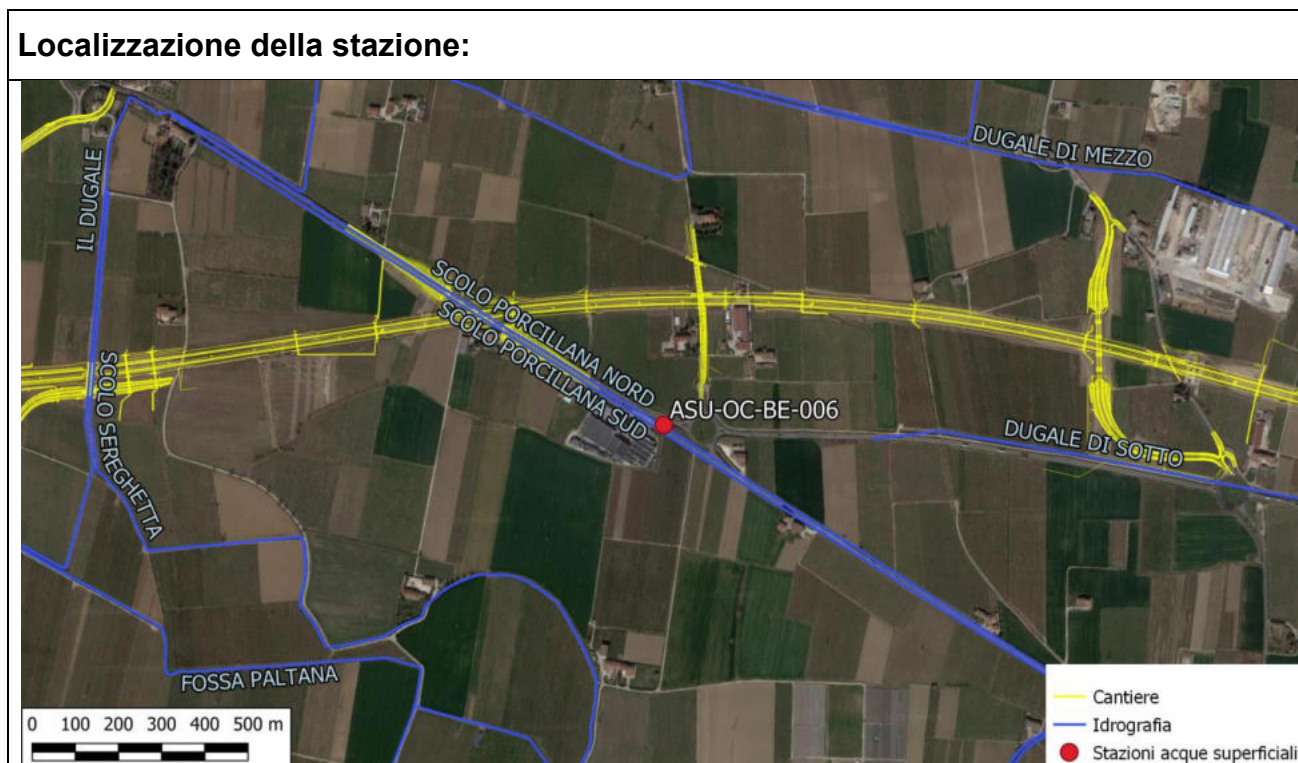 Localizzazione della stazione:
DUGALE DI MEZZO
IL DUGALE
SCOLO PORCILLANA NORD
SCOLO PORCILLANA SUD
SCOLO SEREGHETTA
ASU-OC-BE-006
DUGALE DI SOTTO
FOSSA PALTANA
0 100 200 300 400 500 m
Cantiere
Idrografia
Stazioni acque superficiali